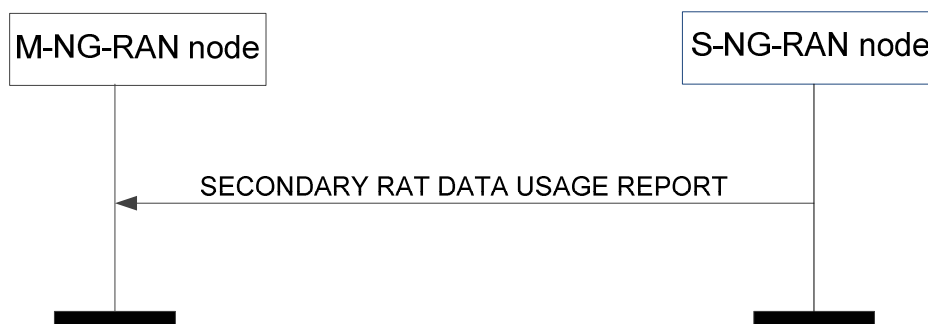 M-NG-RAN node
S-NG-RAN node
SECONDARY RAT DATA USAGE REPORT